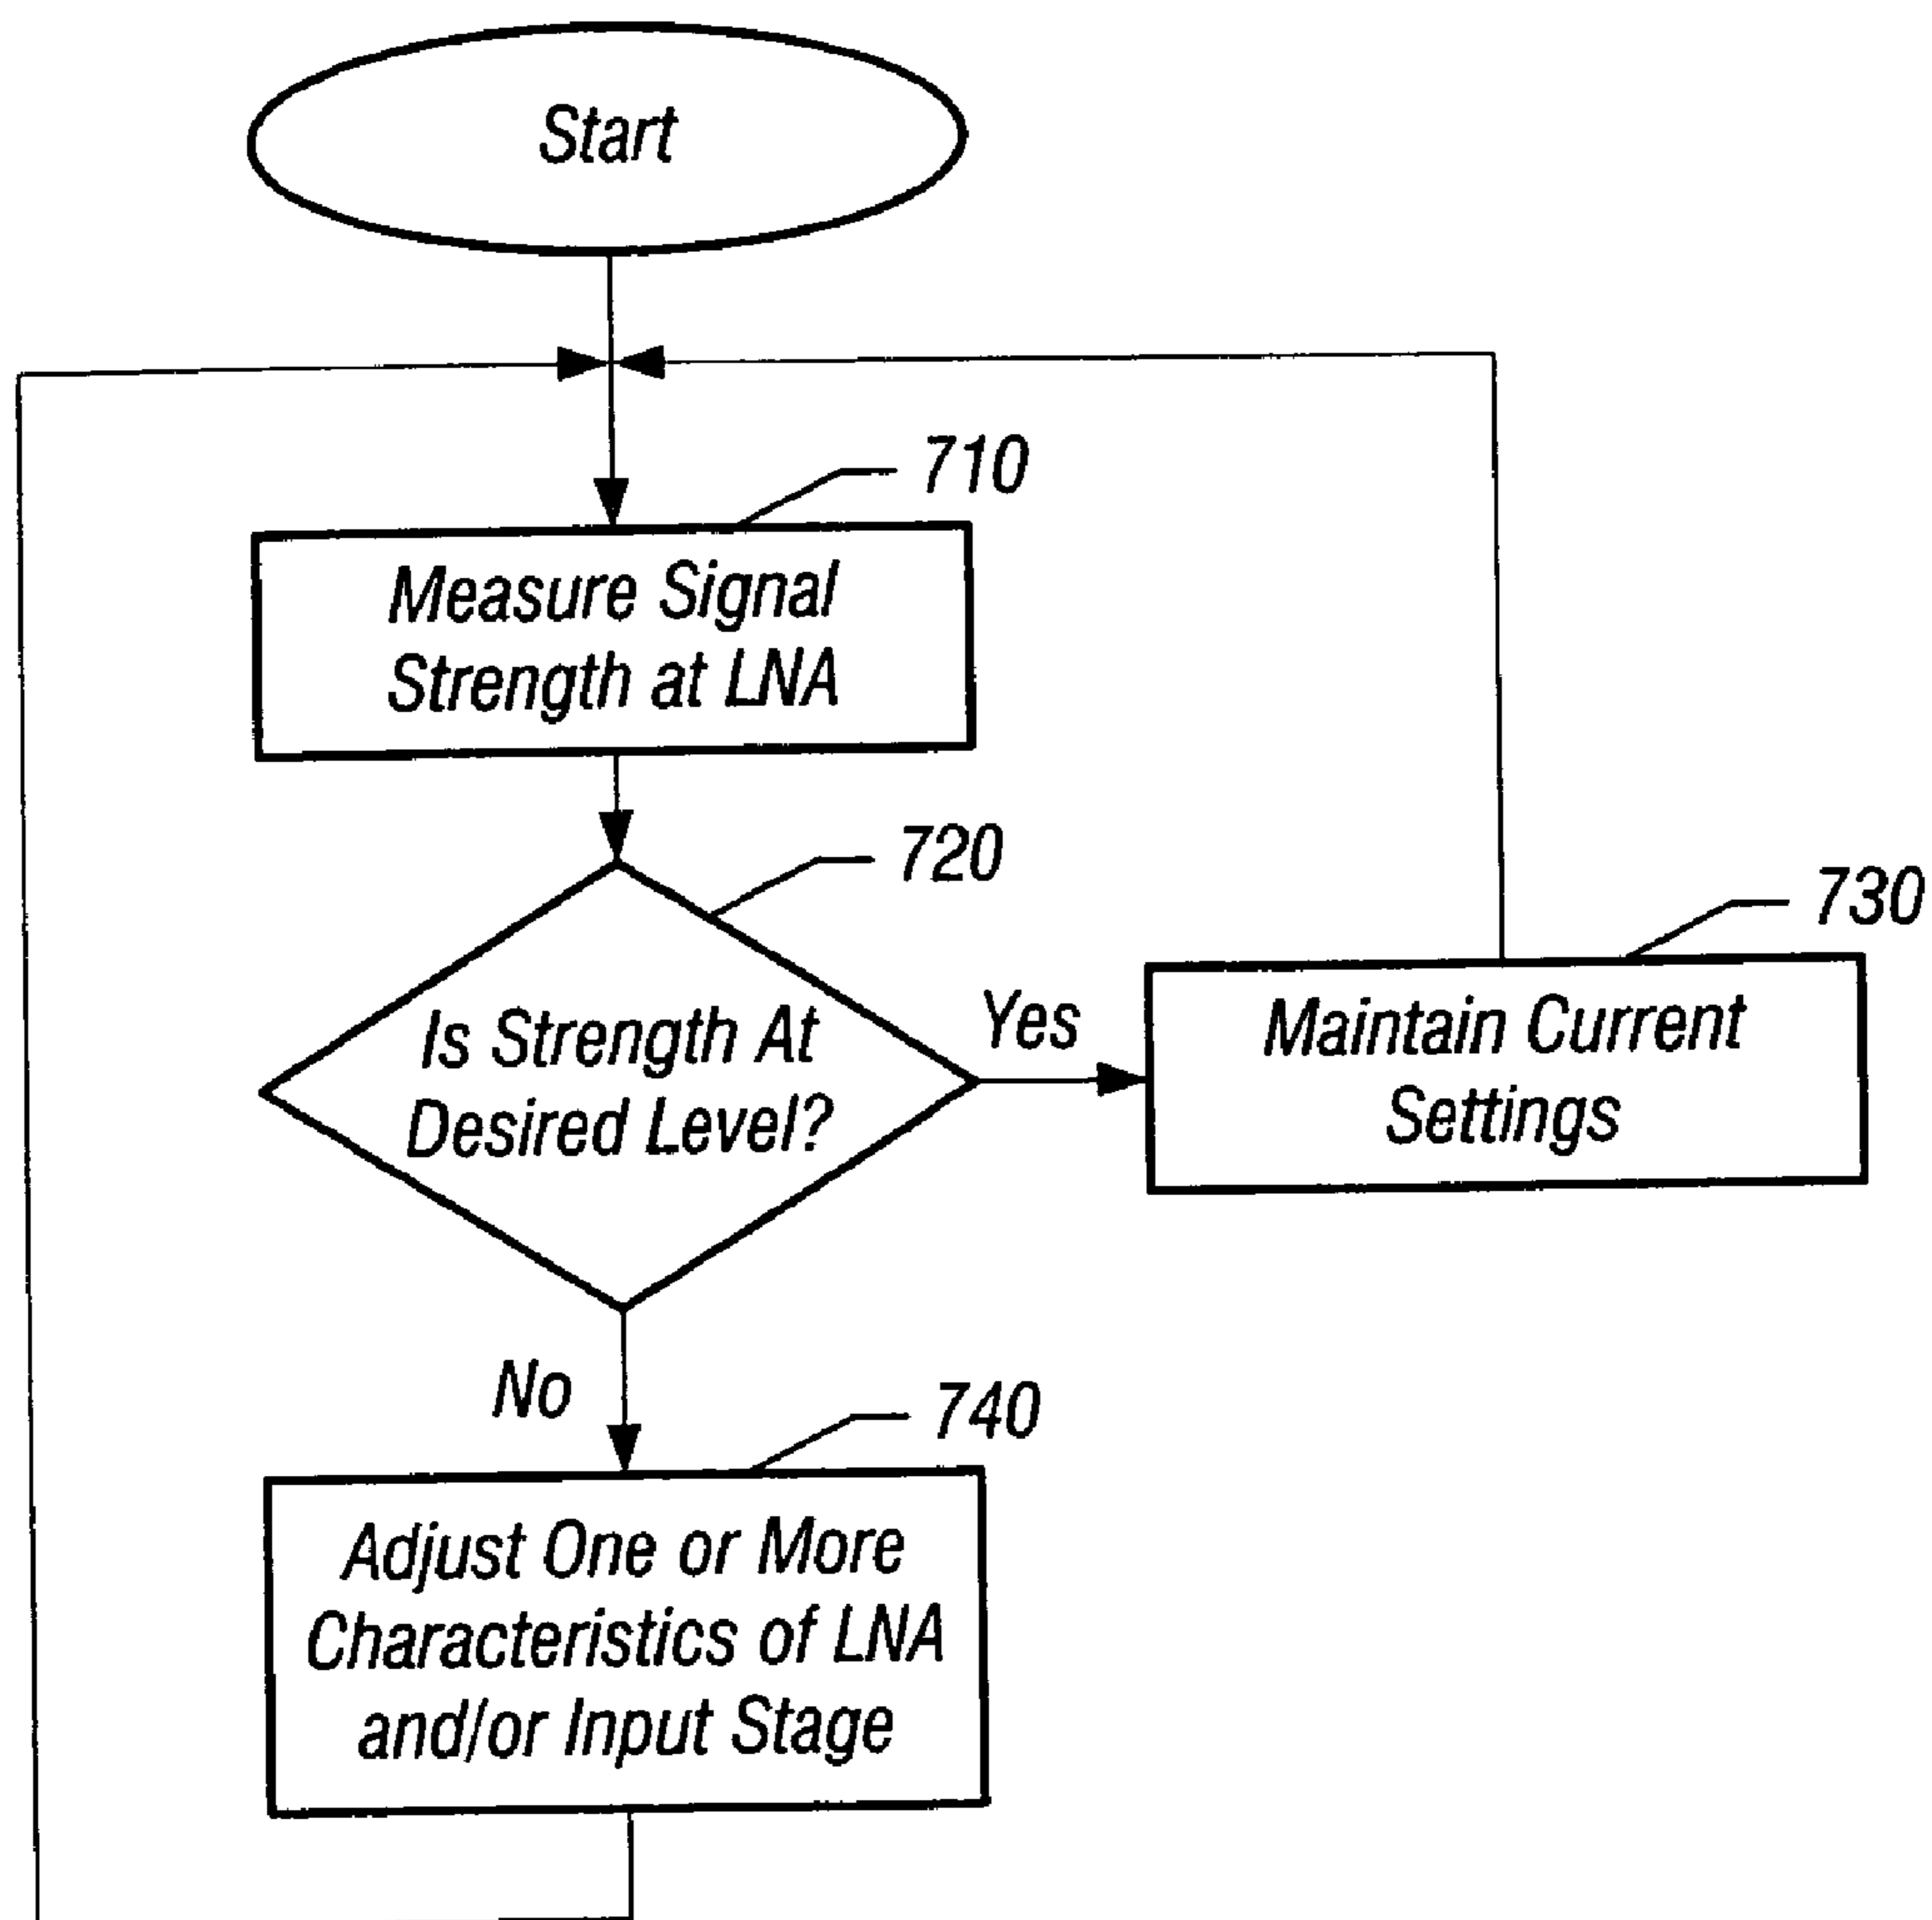 Start
710
Measure Signal
Strength at LNA
720
Is Strength At
Desired Level?
Yes
730
Maintain Current
Settings
No
740
Adjust One or More
Characteristics of LNA
and/or Input Stage